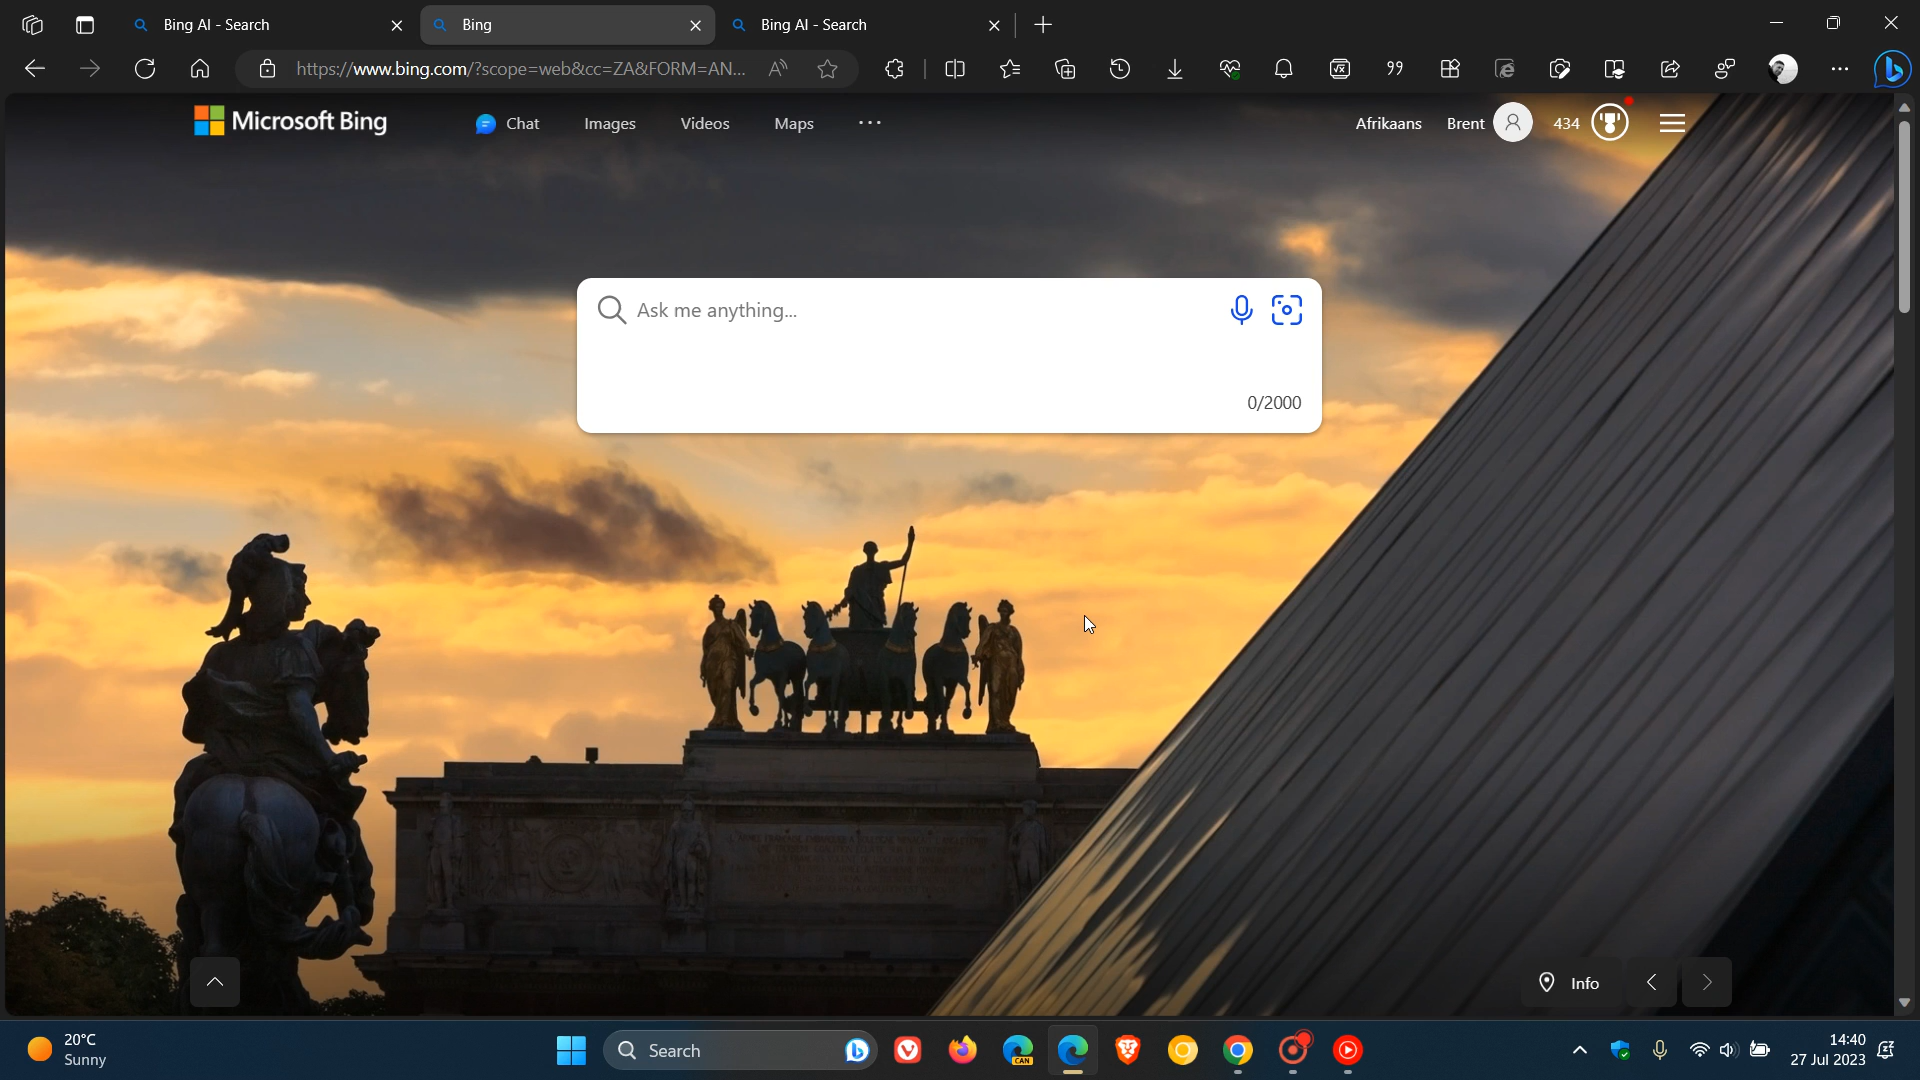 Bing AI - Search
Bing
Bing AI - Search
https://www.bing.com/?scope=web&cc=ZA&FORM=AN...
Microsoft Bing
Chat
Images
Videos
Maps
Afrikaans
Brent
434
Ask me anything...
0/2000
Info
20°C
Sunny
Search
CAN
14:40
27 Jul 2023